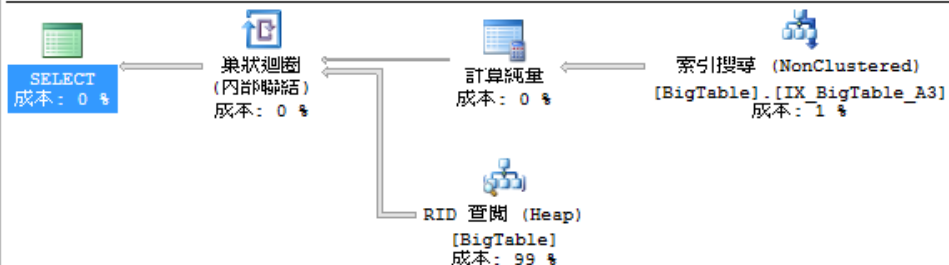 SELECT
成本: 0 %
巢狀迴圈
(內部聯結)
成本: 0 %
計算純量
成本: 0 %
索引搜尋 (NonClustered)
[BigTable].[IX_BigTable_A3]
成本: 1 %
RID 查閱 (Heap)
[BigTable]
成本: 99 %